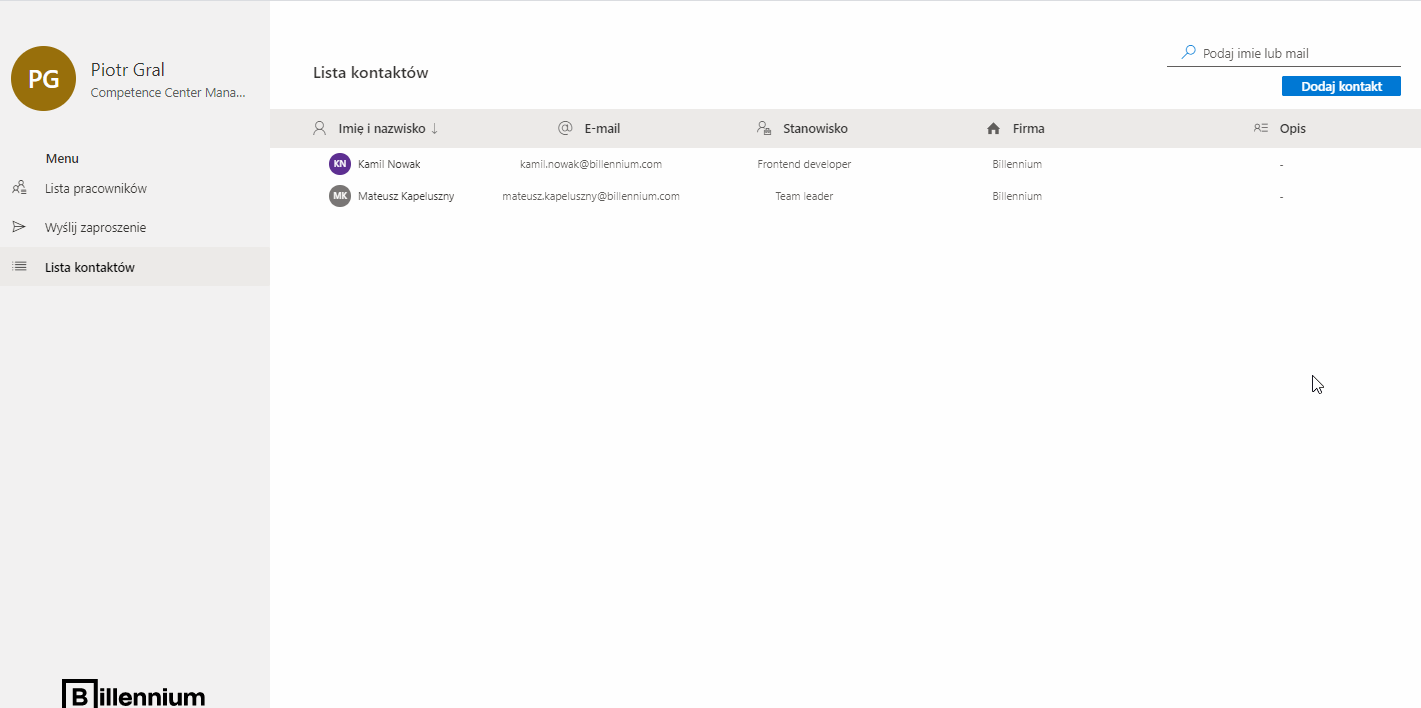 PG
Piotr Gral
Competence Center Mana...
Menu
Lista pracowników
Wyślij zaproszenie
Lista kontaktów
Billennium
Lista kontaktów
Podaj imie lub mail
Dodaj kontakt
Imię i nazwisko ↓ @ E-mail Stanowisko Firma Opis
KN Kamil Nowak kamil.nowak@billennium.com Frontend developer Billennium -
MK Mateusz Kapeluszny mateusz.kapeluszny@billennium.com Team leader Billennium -